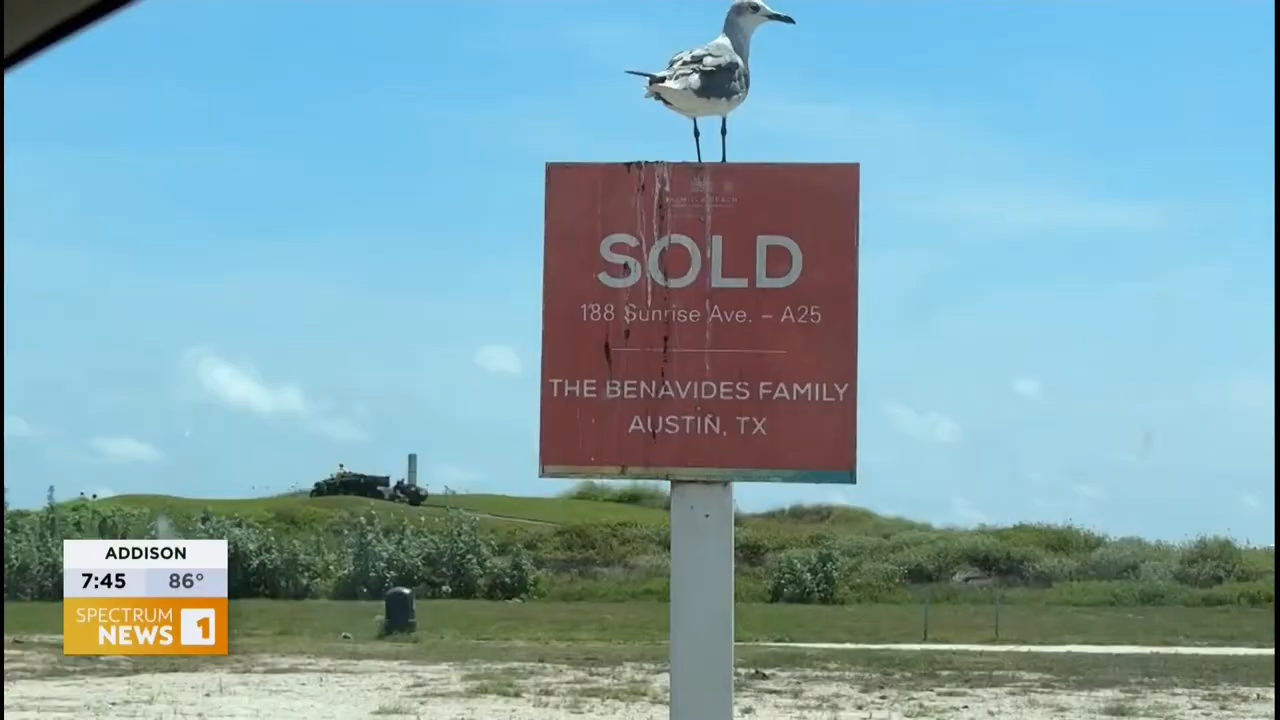 SOLD
188 Sunrise Ave. – A25
THE BENAVIDES FAMILY
AUSTIN, TX
ADDISON
7:45 86°
SPECTRUM
NEWS 1